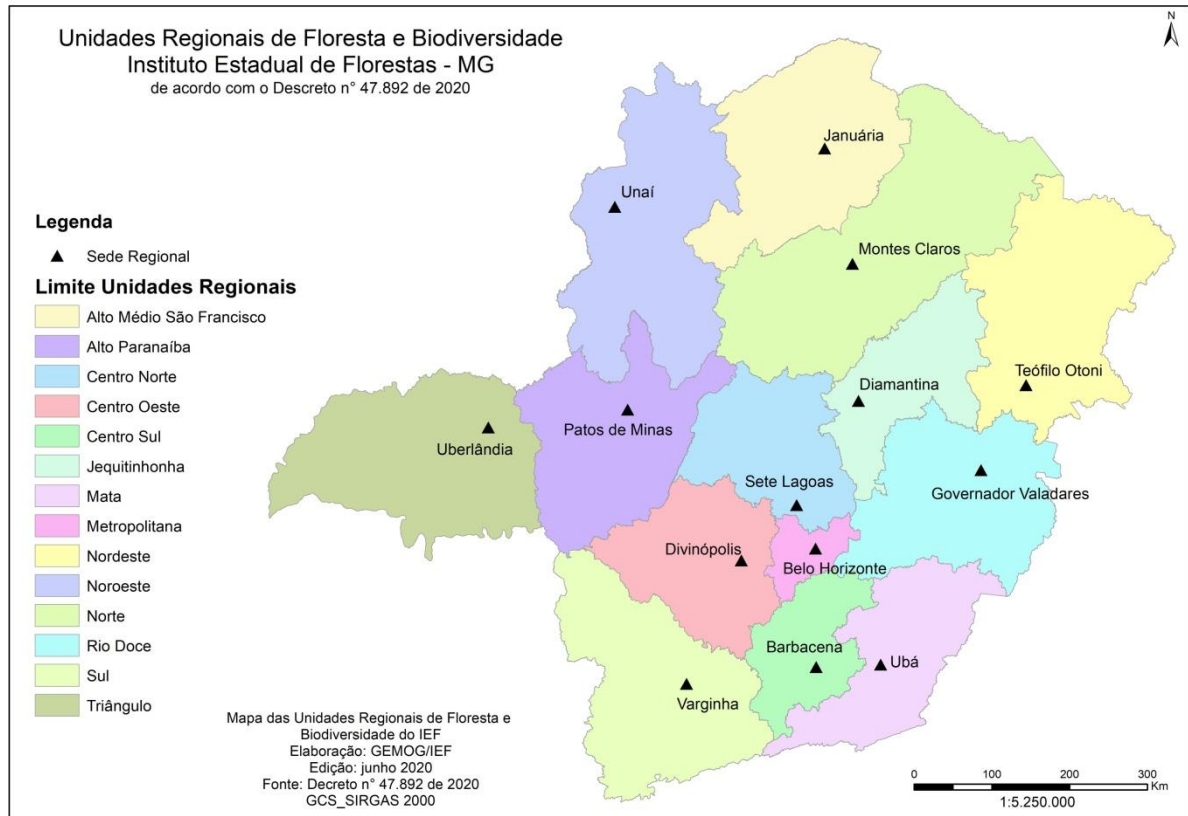 Unidades Regionais de Floresta e Biodiversidade
Instituto Estadual de Florestas - MG
de acordo com o Descreto n° 47.892 de 2020
N
Januária
Unaí
Montes Claros
Teófilo Otoni
Diamantina
Patos de Minas
Uberlândia
Sete Lagoas
Governador Valadares
Divinópolis
Belo Horizonte
Barbacena
Ubá
Varginha
Legenda
Sede Regional
Limite Unidades Regionais
Alto Médio São Francisco
Alto Paranaíba
Centro Norte
Centro Oeste
Centro Sul
Jequitinhonha
Mata
Metropolitana
Nordeste
Noroeste
Norte
Rio Doce
Sul
Triângulo
Mapa das Unidades Regionais de Floresta e
Biodiversidade do IEF
Elaboração: GEMOG/IEF
Edição: junho 2020
Fonte: Decreto n° 47.892 de 2020
GCS_SIRGAS 2000
0 100 200 300
Km
1:5.250.000